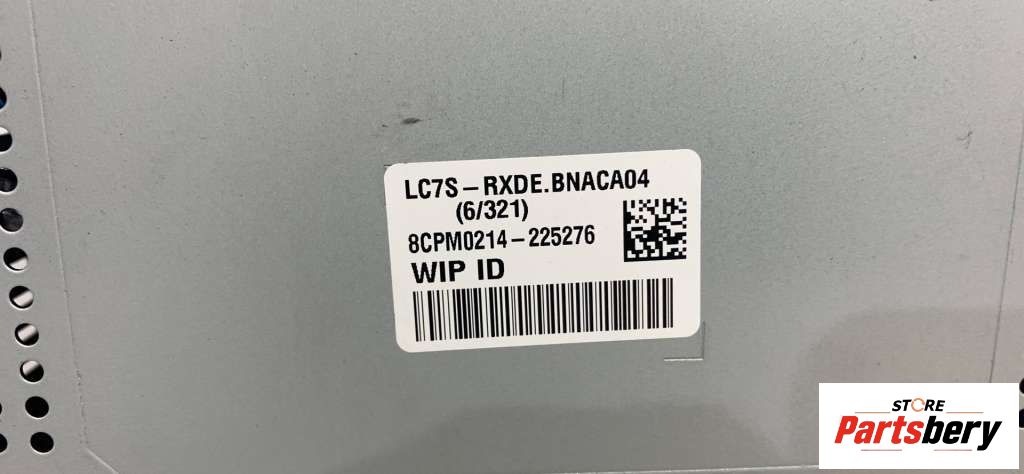 LC7S-RXDE.BNACA04
(6/321)
8CPM0214-225276
WIP ID
STORE
Partsbery